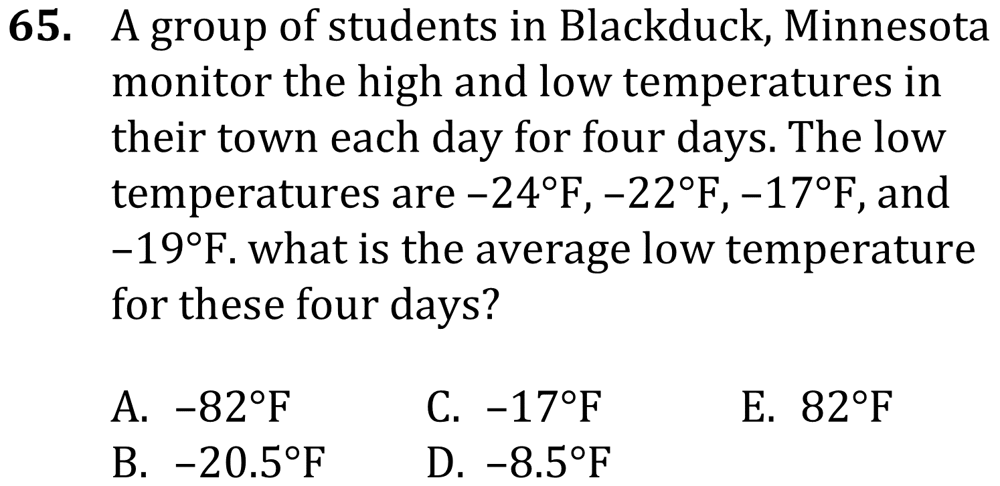 65. A group of students in Blackduck, Minnesota
monitor the high and low temperatures in
their town each day for four days. The low
temperatures are –24°F, –22°F, –17°F, and
–19°F. what is the average low temperature
for these four days?
A. –82°F C. –17°F E. 82°F
B. –20.5°F D. –8.5°F